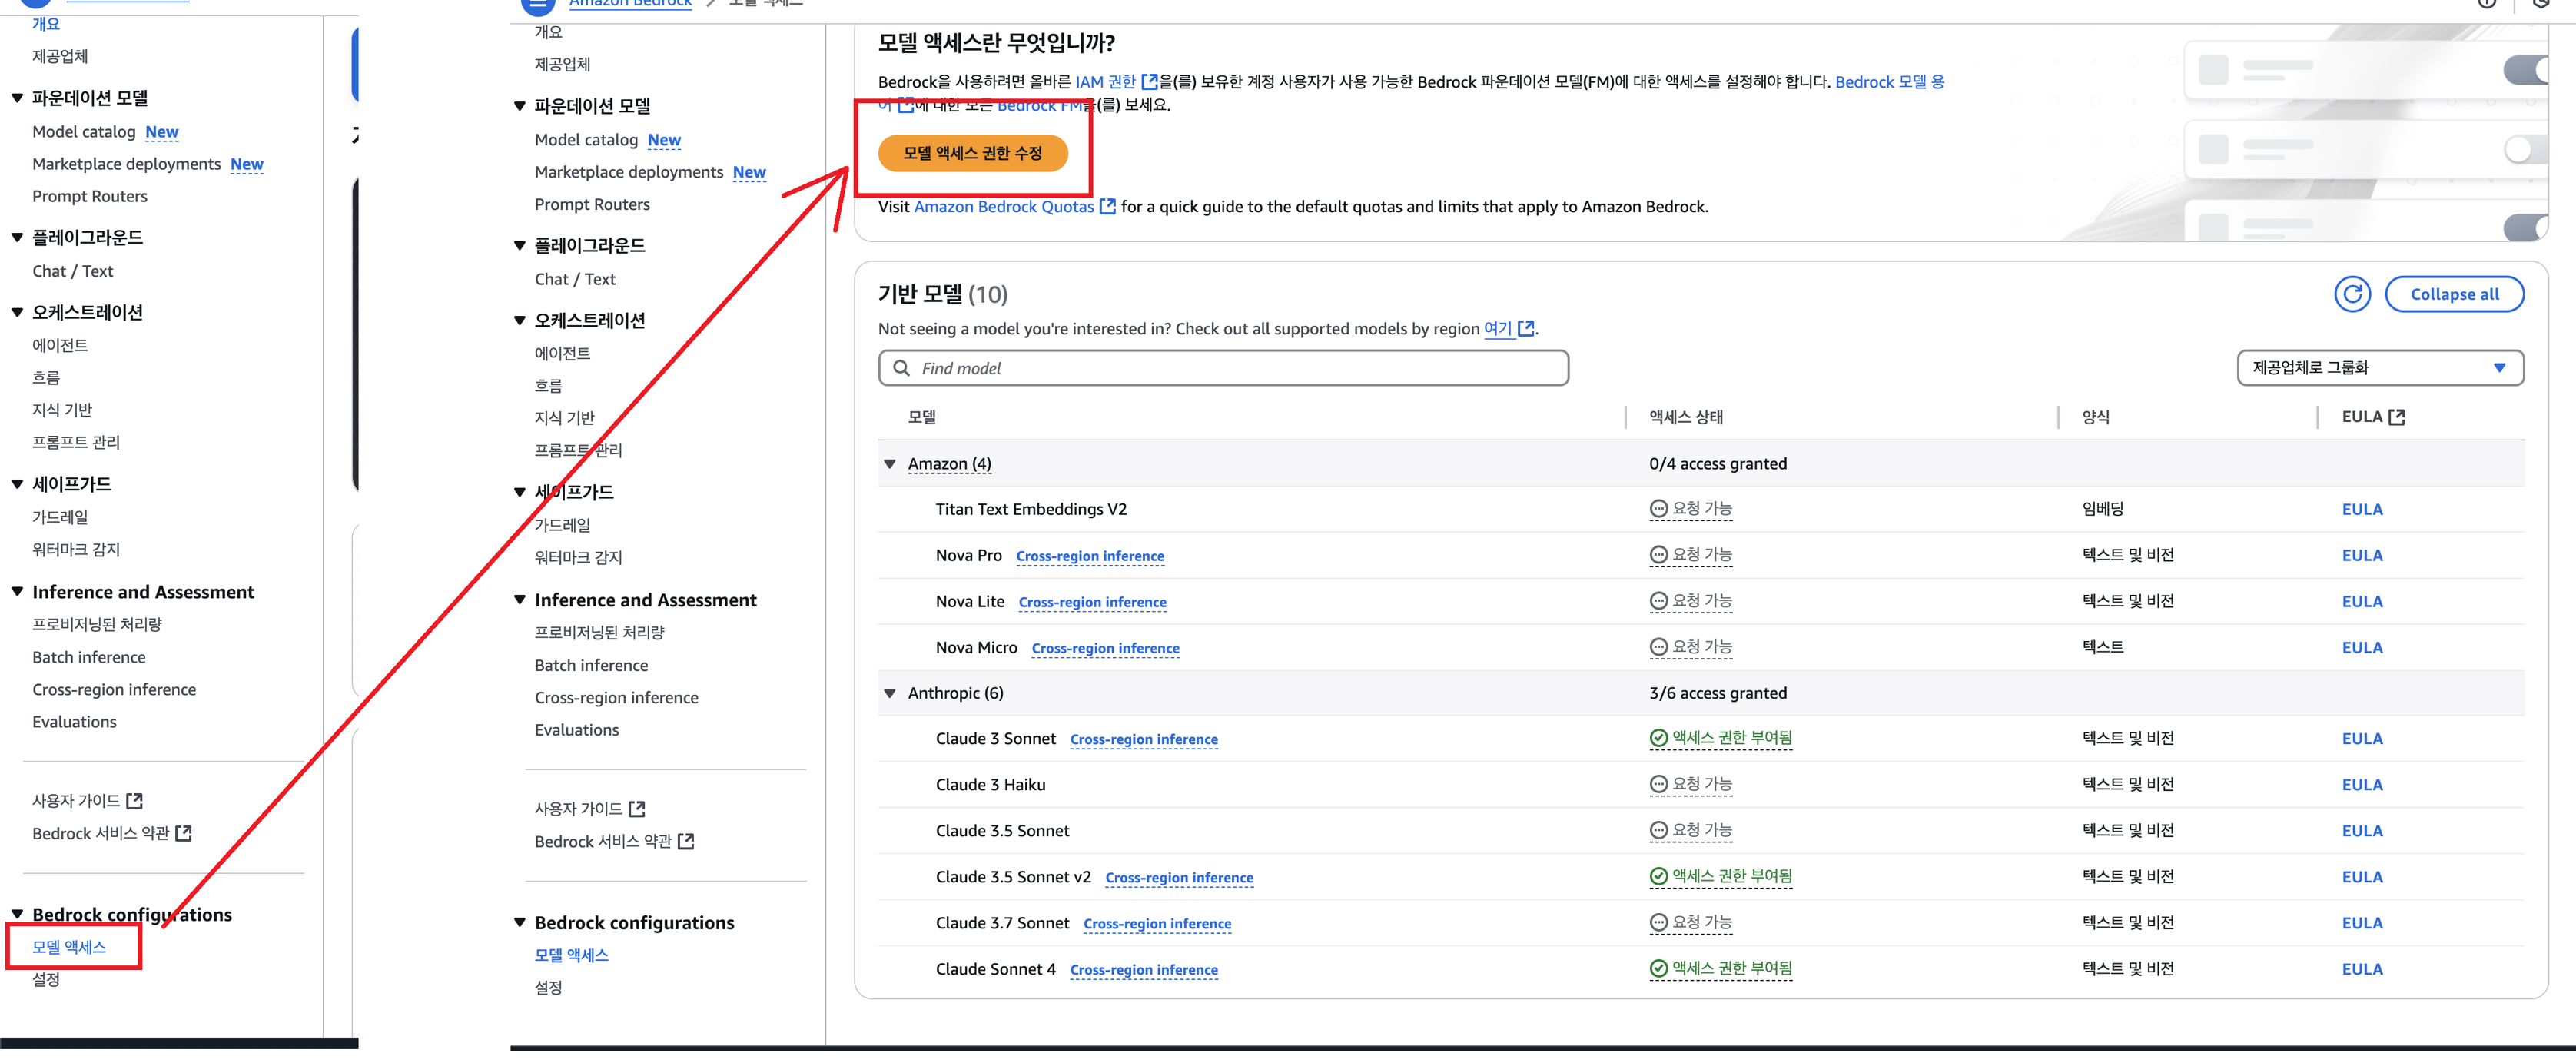 개요
제공업체
파운데이션 모델
Model catalog New
Marketplace deployments New
Prompt Routers
플레이그라운드
Chat / Text
오케스트레이션
에이전트
흐름
지식 기반
프롬프트 관리
세이프가드
가드레일
워터마크 감지
Inference and Assessment
프로비저닝된 처리량
Batch inference
Cross-region inference
Evaluations
사용자 가이드
Bedrock 서비스 약관
Bedrock configurations
모델 액세스
설정
Amazon Bedrock
모델 액세스
개요
제공업체
파운데이션 모델
Model catalog New
Marketplace deployments New
Prompt Routers
플레이그라운드
Chat / Text
오케스트레이션
에이전트
흐름
지식 기반
프롬프트 관리
세이프가드
가드레일
워터마크 감지
Inference and Assessment
프로비저닝된 처리량
Batch inference
Cross-region inference
Evaluations
사용자 가이드
Bedrock 서비스 약관
Bedrock configurations
모델 액세스
설정
모델 액세스란 무엇입니까?
Bedrock을 사용하려면 올바른 IAM 권한 을(를) 보유한 계정 사용자가 사용 가능한 Bedrock 파운데이션 모델(FM)에 대한 액세스를 설정해야 합니다. Bedrock 모델 용
어 에 대한 모든 Bedrock FM을(를) 보세요.
모델 액세스 권한 수정
Visit Amazon Bedrock Quotas for a quick guide to the default quotas and limits that apply to Amazon Bedrock.
기반 모델 (10)
Collapse all
Not seeing a model you're interested in? Check out all supported models by region 여기.
Find model
제공업체로 그룹화
모델 액세스 상태 양식 EULA
Amazon (4) 0/4 access granted
Titan Text Embeddings V2 요청 가능 임베딩 EULA
Nova Pro Cross-region inference 요청 가능 텍스트 및 비전 EULA
Nova Lite Cross-region inference 요청 가능 텍스트 및 비전 EULA
Nova Micro Cross-region inference 요청 가능 텍스트 EULA
Anthropic (6) 3/6 access granted
Claude 3 Sonnet Cross-region inference 액세스 권한 부여됨 텍스트 및 비전 EULA
Claude 3 Haiku 요청 가능 텍스트 및 비전 EULA
Claude 3.5 Sonnet 요청 가능 텍스트 및 비전 EULA
Claude 3.5 Sonnet v2 Cross-region inference 액세스 권한 부여됨 텍스트 및 비전 EULA
Claude 3.7 Sonnet Cross-region inference 요청 가능 텍스트 및 비전 EULA
Claude Sonnet 4 Cross-region inference 액세스 권한 부여됨 텍스트 및 비전 EULA